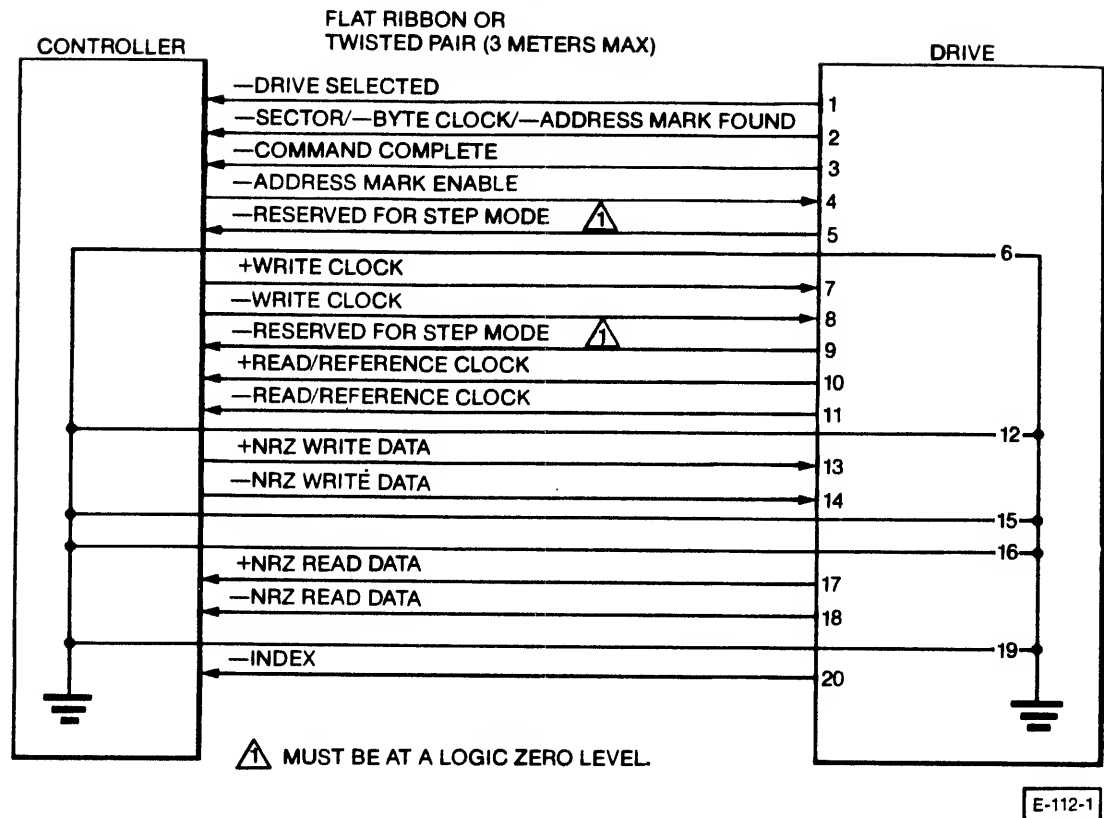 FLAT RIBBON OR
TWISTED PAIR (3 METERS MAX)
CONTROLLER
DRIVE
—DRIVE SELECTED
1
—SECTOR/—BYTE CLOCK/—ADDRESS MARK FOUND
2
—COMMAND COMPLETE
3
—ADDRESS MARK ENABLE
4
—RESERVED FOR STEP MODE 1
5
6
+WRITE CLOCK
7
—WRITE CLOCK
8
—RESERVED FOR STEP MODE 1
9
+READ/REFERENCE CLOCK
10
—READ/REFERENCE CLOCK
11
12
+NRZ WRITE DATA
13
—NRZ WRITE DATA
14
15
16
+NRZ READ DATA
17
—NRZ READ DATA
18
19
—INDEX
20
1 MUST BE AT A LOGIC ZERO LEVEL.
E-112-1